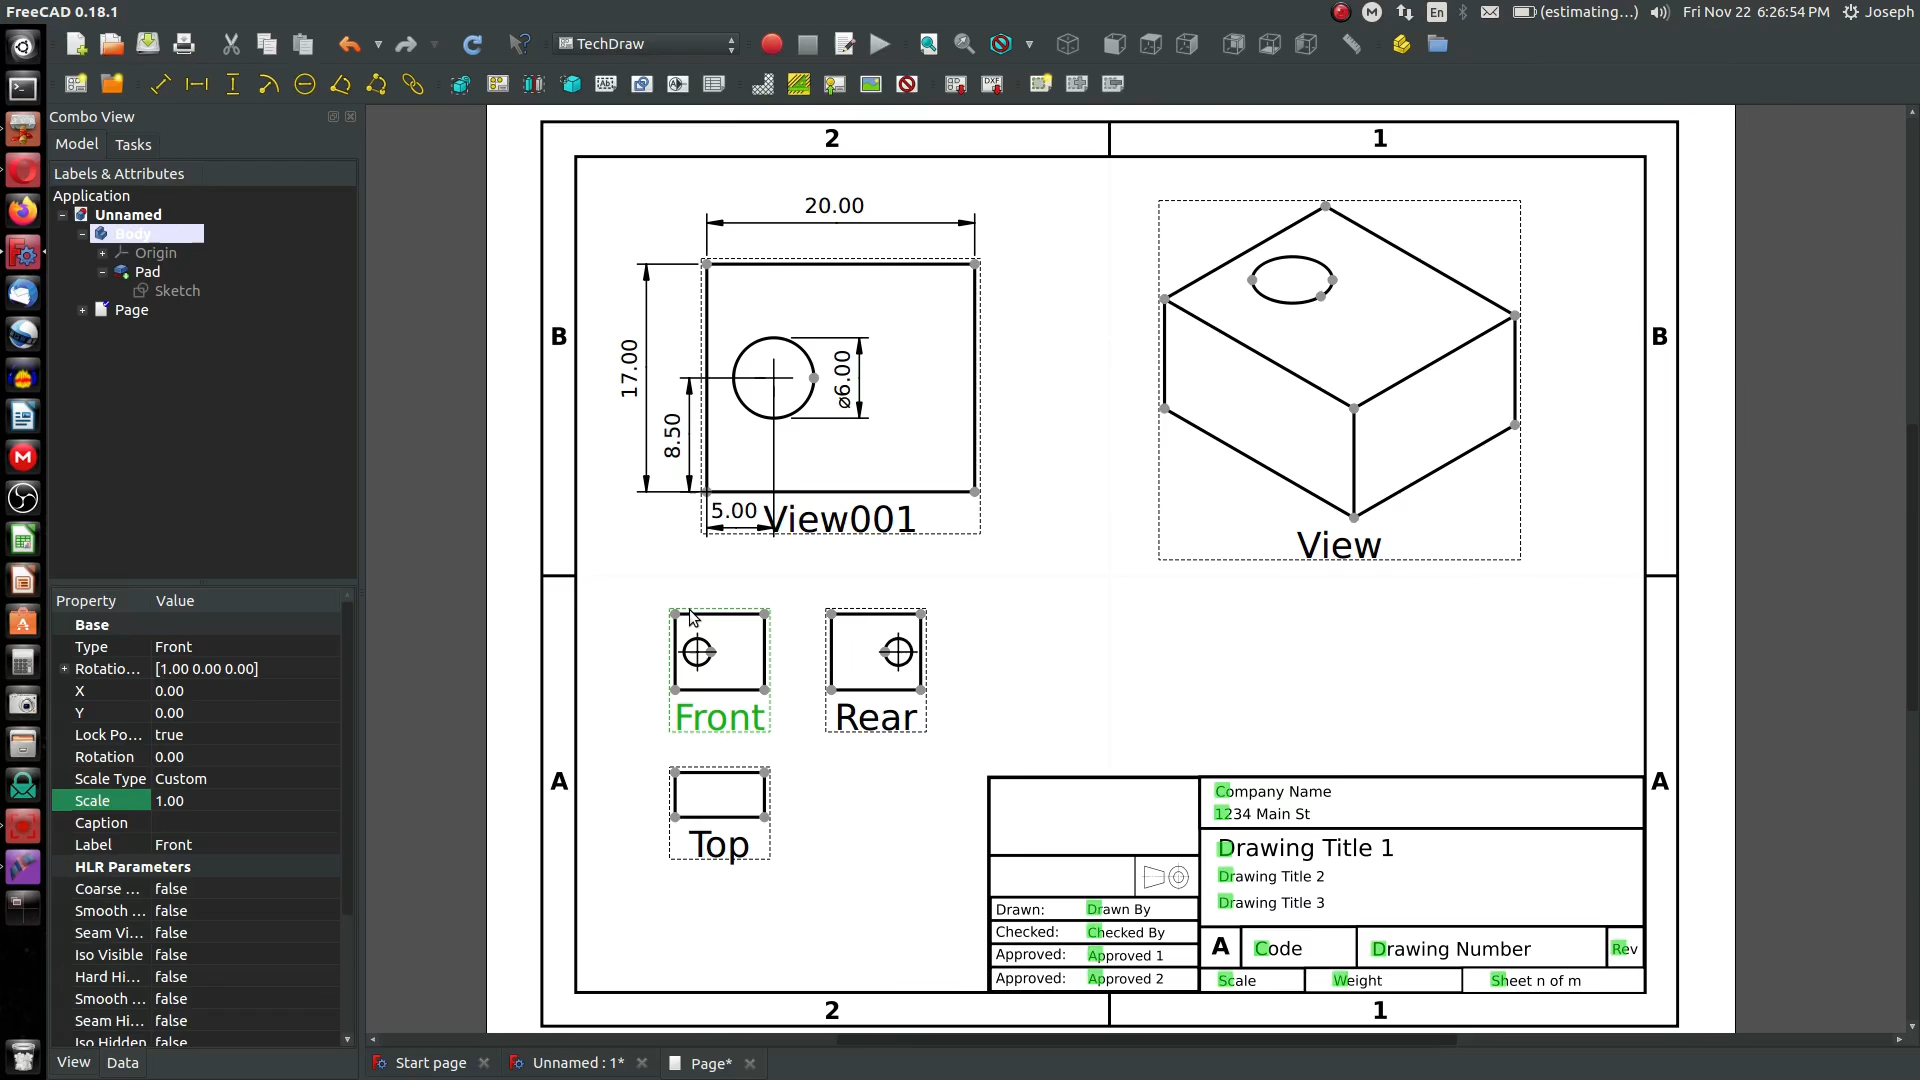 FreeCAD 0.18.1
En
(estimating...)
Fri Nov 22 6:26:54 PM
Joseph
TechDraw
Combo View
Model
Tasks
Labels & Attributes
Application
Unnamed
Body
Origin
Pad
Sketch
Page
Property
Value
Base
Type
Front
Rotatio...
[1.00 0.00 0.00]
X
0.00
Y
0.00
Lock Po...
true
Rotation
0.00
Scale Type
Custom
Scale
1.00
Caption
Label
Front
HLR Parameters
Coarse ...
false
Smooth ...
false
Seam Vi...
false
Iso Visible
false
Hard Hi...
false
Smooth ...
false
Seam Hi...
false
Iso Hidden
false
View
Data
2
1
B
B
A
A
20.00
17.00
8.50
⌀6.00
5.00
View001
View
Front
Rear
Top
Company Name
1234 Main St
Drawing Title 1
Drawing Title 2
Drawing Title 3
Drawn:
Drawn By
Checked:
Checked By
Approved:
Approved 1
Approved:
Approved 2
A
Code
Drawing Number
Rev
Scale
Weight
Sheet n of m
2
1
Start page
Unnamed : 1*
Page*